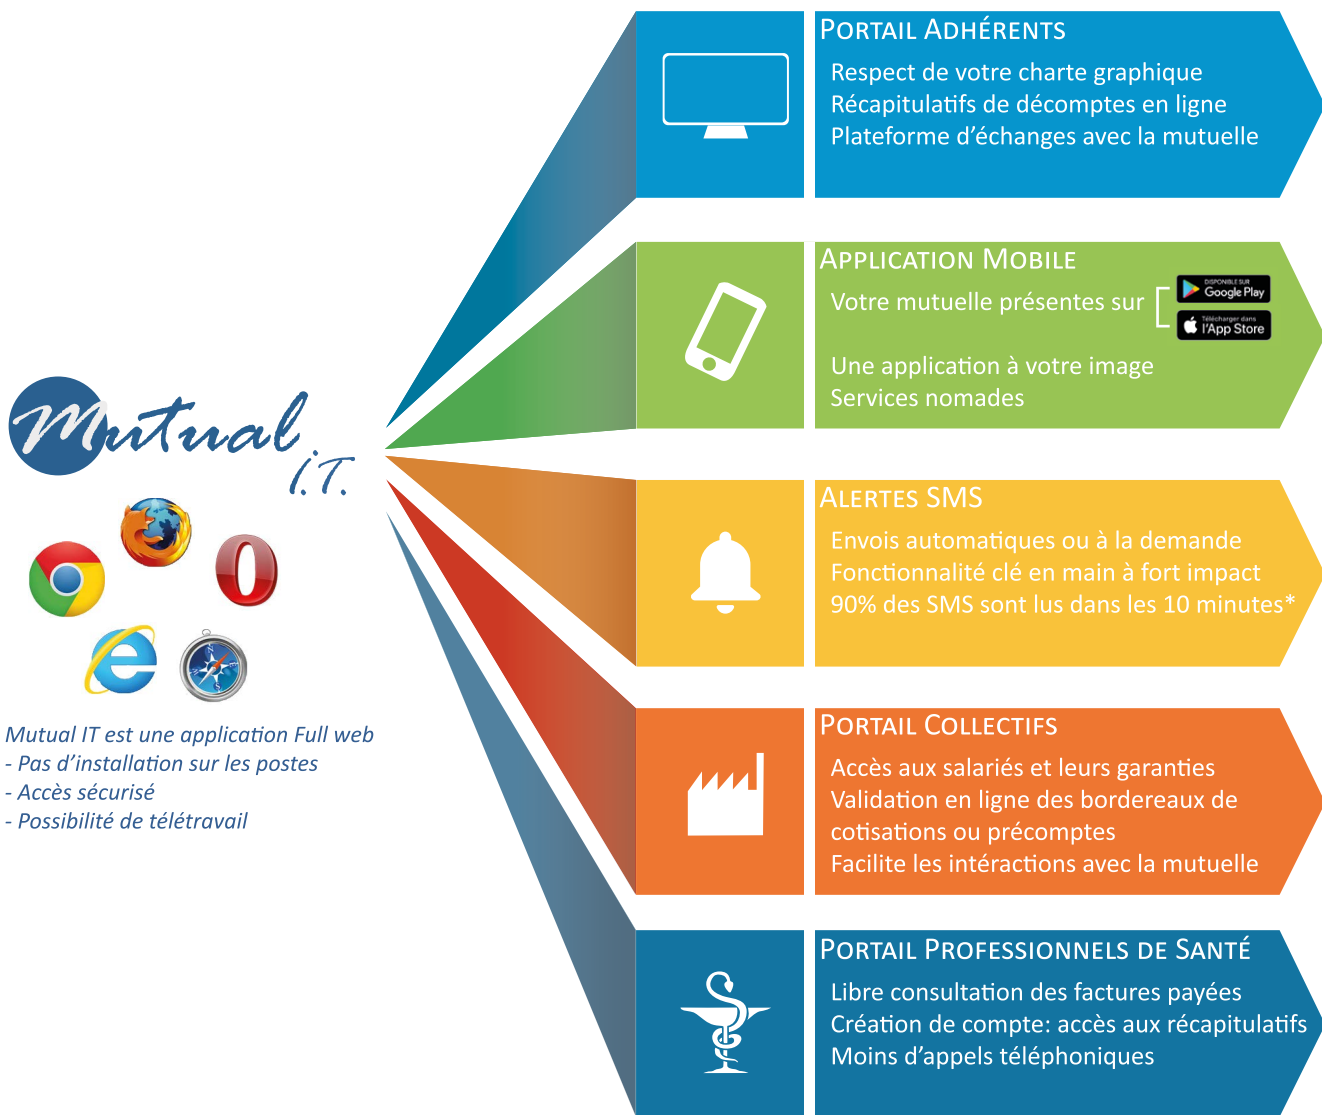 Mutual
I.T.
Mutual IT est une application Full web
- Pas d’installation sur les postes
- Accès sécurisé
- Possibilité de télétravail
PORTAIL ADHÉRENTS
Respect de votre charte graphique
Récapitulatifs de décomptes en ligne
Plateforme d’échanges avec la mutuelle
APPLICATION MOBILE
Votre mutuelle présentes sur
DISPONIBLE SUR
Google Play
Télécharger dans
l'App Store
Une application à votre image
Services nomades
ALERTES SMS
Envois automatiques ou à la demande
Fonctionnalité clé en main à fort impact
90% des SMS sont lus dans les 10 minutes*
PORTAIL COLLECTIFS
Accès aux salariés et leurs garanties
Validation en ligne des bordereaux de
cotisations ou précomptes
Facilite les intéractions avec la mutuelle
PORTAIL PROFESSIONNELS DE SANTÉ
Libre consultation des factures payées
Création de compte: accès aux récapitulatifs
Moins d’appels téléphoniques